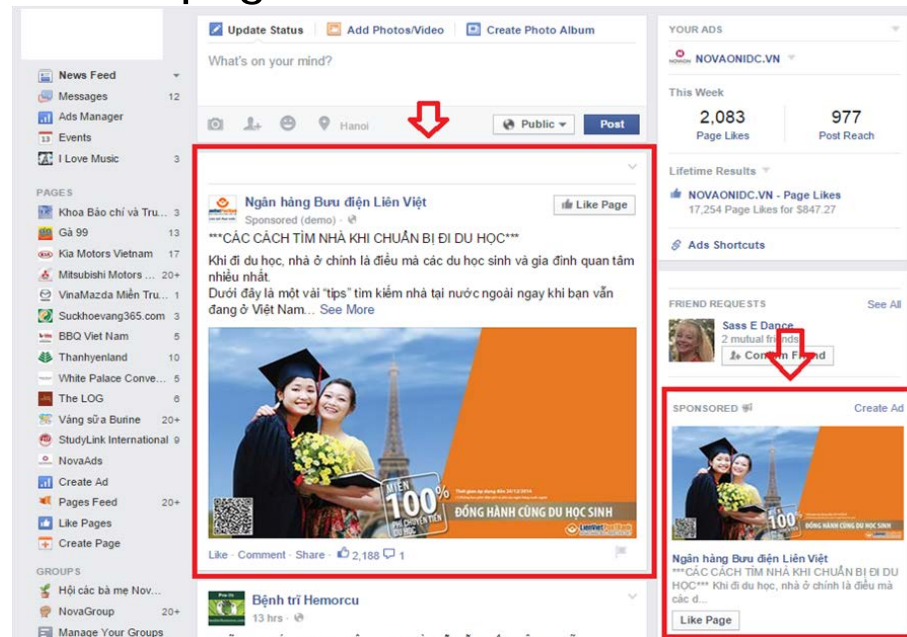 Update Status
Add Photos/Video
Create Photo Album
What's on your mind?
Hanoi
Public
Post
News Feed
Messages 12
Ads Manager
Events
I Love Music 3
PAGES
Khoa Báo chí và Tru... 3
Gà 99 13
Kia Motors Vietnam 17
Mitsubishi Motors ... 20+
VinaMazda Miền Tru... 1
Suckhoevang365.com 3
BBQ Viet Nam 5
Thanhyenland 10
White Palace Conve... 5
The LOG 6
Váng sữa Burine 20+
StudyLink International 9
NovaAds
Create Ad
Pages Feed 20+
Like Pages
Create Page
GROUPS
Hội các bà mẹ Nov...
NovaGroup 20+
Manage Your Groups
Ngân hàng Bưu điện Liên Việt
Like Page
Sponsored (demo) ·
***CÁC CÁCH TÌM NHÀ KHI CHUẨN BỊ ĐI DU HỌC***
Khi đi du học, nhà ở chính là điều mà các du học sinh và gia đình quan tâm
nhiều nhất.
Dưới đây là một vài "tips" tìm kiếm nhà tại nước ngoài ngay khi bạn vẫn
đang ở Việt Nam... See More
MIỄN
100%
PHÍ CHUYỂN TIỀN
DU HỌC
ĐỒNG HÀNH CÙNG DU HỌC SINH
LienVietPostBank
Like · Comment · Share · 2,188 1
Bệnh trĩ Hemorcu
13 hrs ·
YOUR ADS
NOVAONIDC.VN
This Week
2,083 977
Page Likes Post Reach
Lifetime Results
NOVAONIDC.VN - Page Likes
17,254 Page Likes for $847.27
Ads Shortcuts
FRIEND REQUESTS See All
Sass E Dance
2 mutual friends
Confirm Friend
SPONSORED Create Ad
100%
ĐỒNG HÀNH CÙNG DU HỌC SINH
Ngân hàng Bưu điện Liên Việt
***CÁC CÁCH TÌM NHÀ KHI CHUẨN BỊ ĐI DU
HỌC*** Khi đi du học, nhà ở chính là điều mà
các d...
Like Page